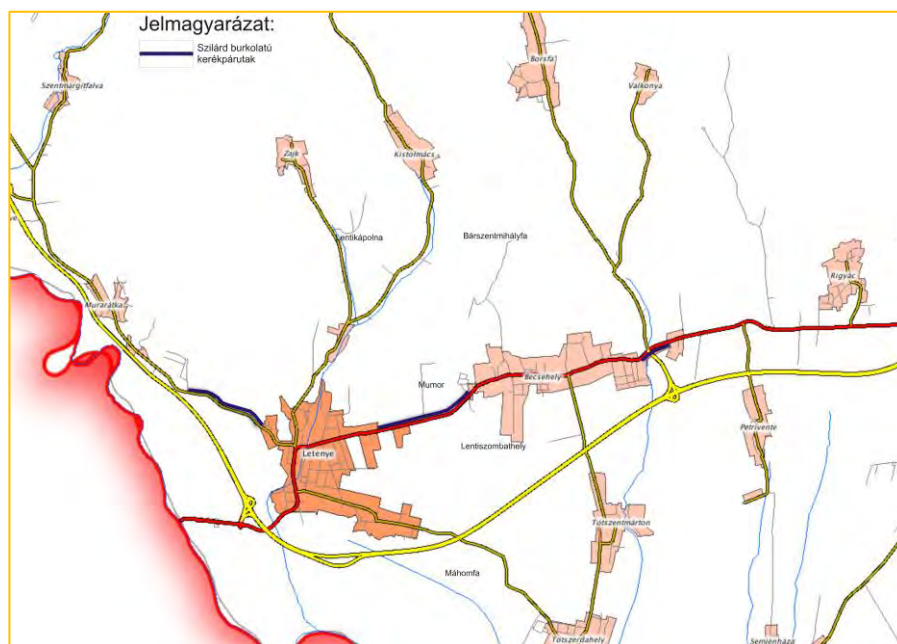 Jelmagyarázat:
Szilárd burkolatú
kerékpárutak
Borsfa
Szentmargitfalva
Valkonya
Zajk
Kistolmács
Lentikápolna
Bárszentmihályfa
Rigyác
Murarátka
Becsehely
Mumor
Petrivente
Letenye
Lentiszombathely
Tótszentmárton
Máhomfa
Tótszerdahely
Semjénháza